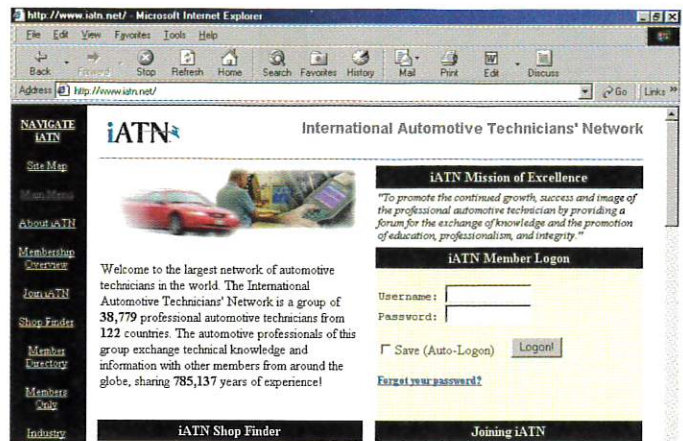 http://www.iatn.net/ - Microsoft Internet Explorer
File Edit View Favorites Tools Help
Back Forward Stop Refresh Home Search Favorites History Mail Print Edit Discuss
Address http://www.iatn.net/ Go Links »
NAVIGATE
iATN
Site Map
Main Menu
About iATN
Membership
Overview
Join iATN
Shop Finder
Member
Directory
Members
Only
Industry
iATN
International Automotive Technicians' Network
Welcome to the largest network of automotive
technicians in the world. The International
Automotive Technicians' Network is a group of
38,779 professional automotive technicians from
122 countries. The automotive professionals of this
group exchange technical knowledge and
information with other members from around the
globe, sharing 785,137 years of experience!
iATN Shop Finder
iATN Mission of Excellence
"To promote the continued growth, success and image of
the professional automotive technician by providing a
forum for the exchange of knowledge and the promotion
of education, professionalism, and integrity."
iATN Member Logon
Username:
Password:
Save (Auto-Logon) Logon!
Forgot your password?
Joining iATN